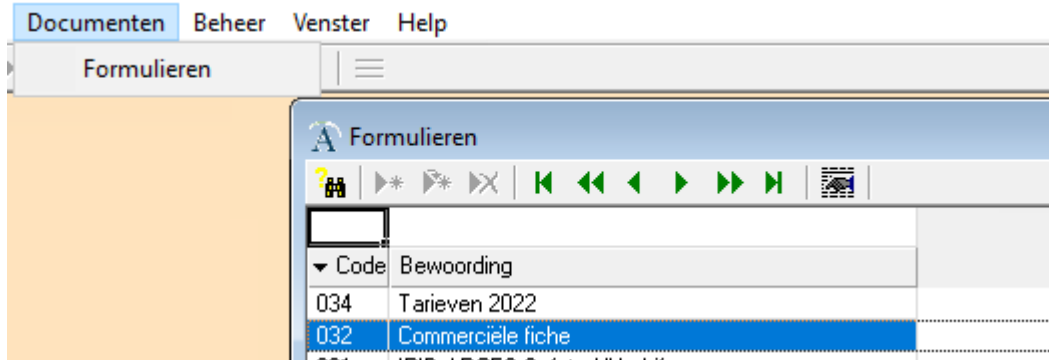 Documenten Beheer Venster Help
Formulieren
Formulieren
Code Bewoording
034 Tarieven 2022
032 Commerciële fiche